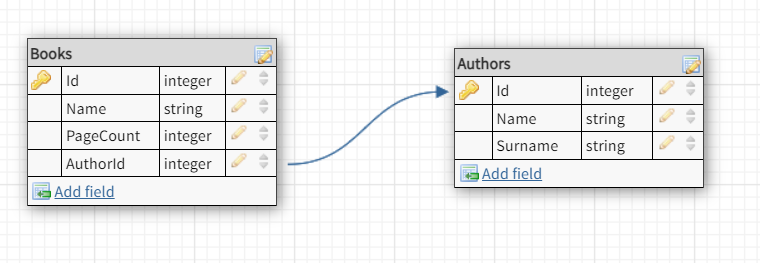 Books
Id integer
Name string
PageCount integer
AuthorId integer
Add field
Authors
Id integer
Name string
Surname string
Add field